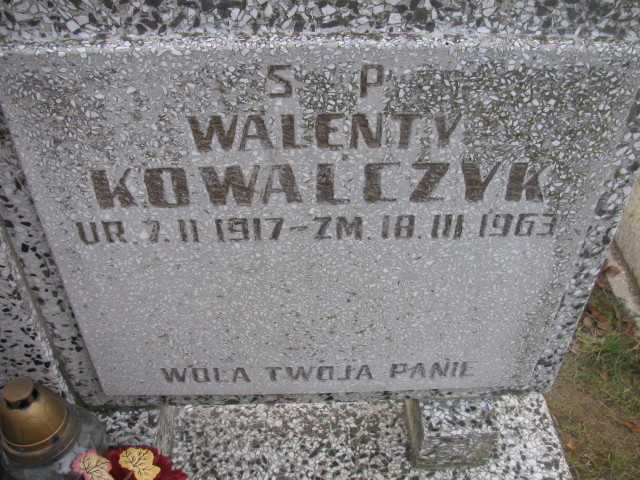 S P
WALENTY
KOWALCZYK
UR. 7. II 1917 - ZM. 18. III 1963
WOLA TWOJA PANIE